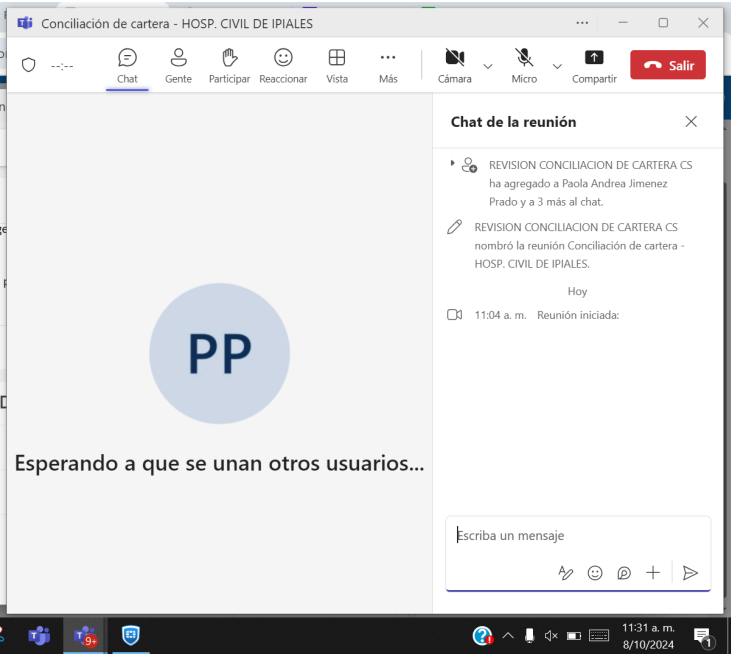 Conciliación de cartera - HOSP. CIVIL DE IPIALES
--:--
Chat
Gente
Participar
Reaccionar
Vista
Más
Cámara
Micro
Compartir
Salir
PP
Esperando a que se unan otros usuarios...
Chat de la reunión
REVISION CONCILIACION DE CARTERA CS
ha agregado a Paola Andrea Jimenez
Prado y a 3 más al chat.
REVISION CONCILIACION DE CARTERA CS
nombró la reunión Conciliación de cartera -
HOSP. CIVIL DE IPIALES.
Hoy
11:04 a. m. Reunión iniciada:
Escriba un mensaje
9+
11:31 a. m.
8/10/2024
1